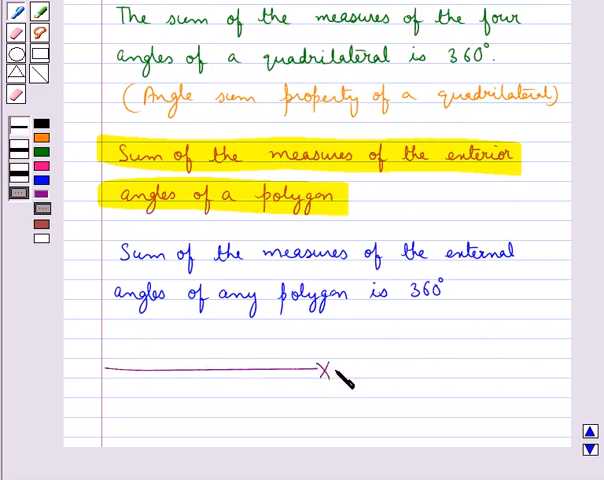 The sum of the measures of the four
angles of a quadrilateral is 360°.
(Angle sum property of a quadrilateral)
Sum of the measures of the exterior
angles of a polygon
Sum of the measures of the external
angles of any polygon is 360°
X